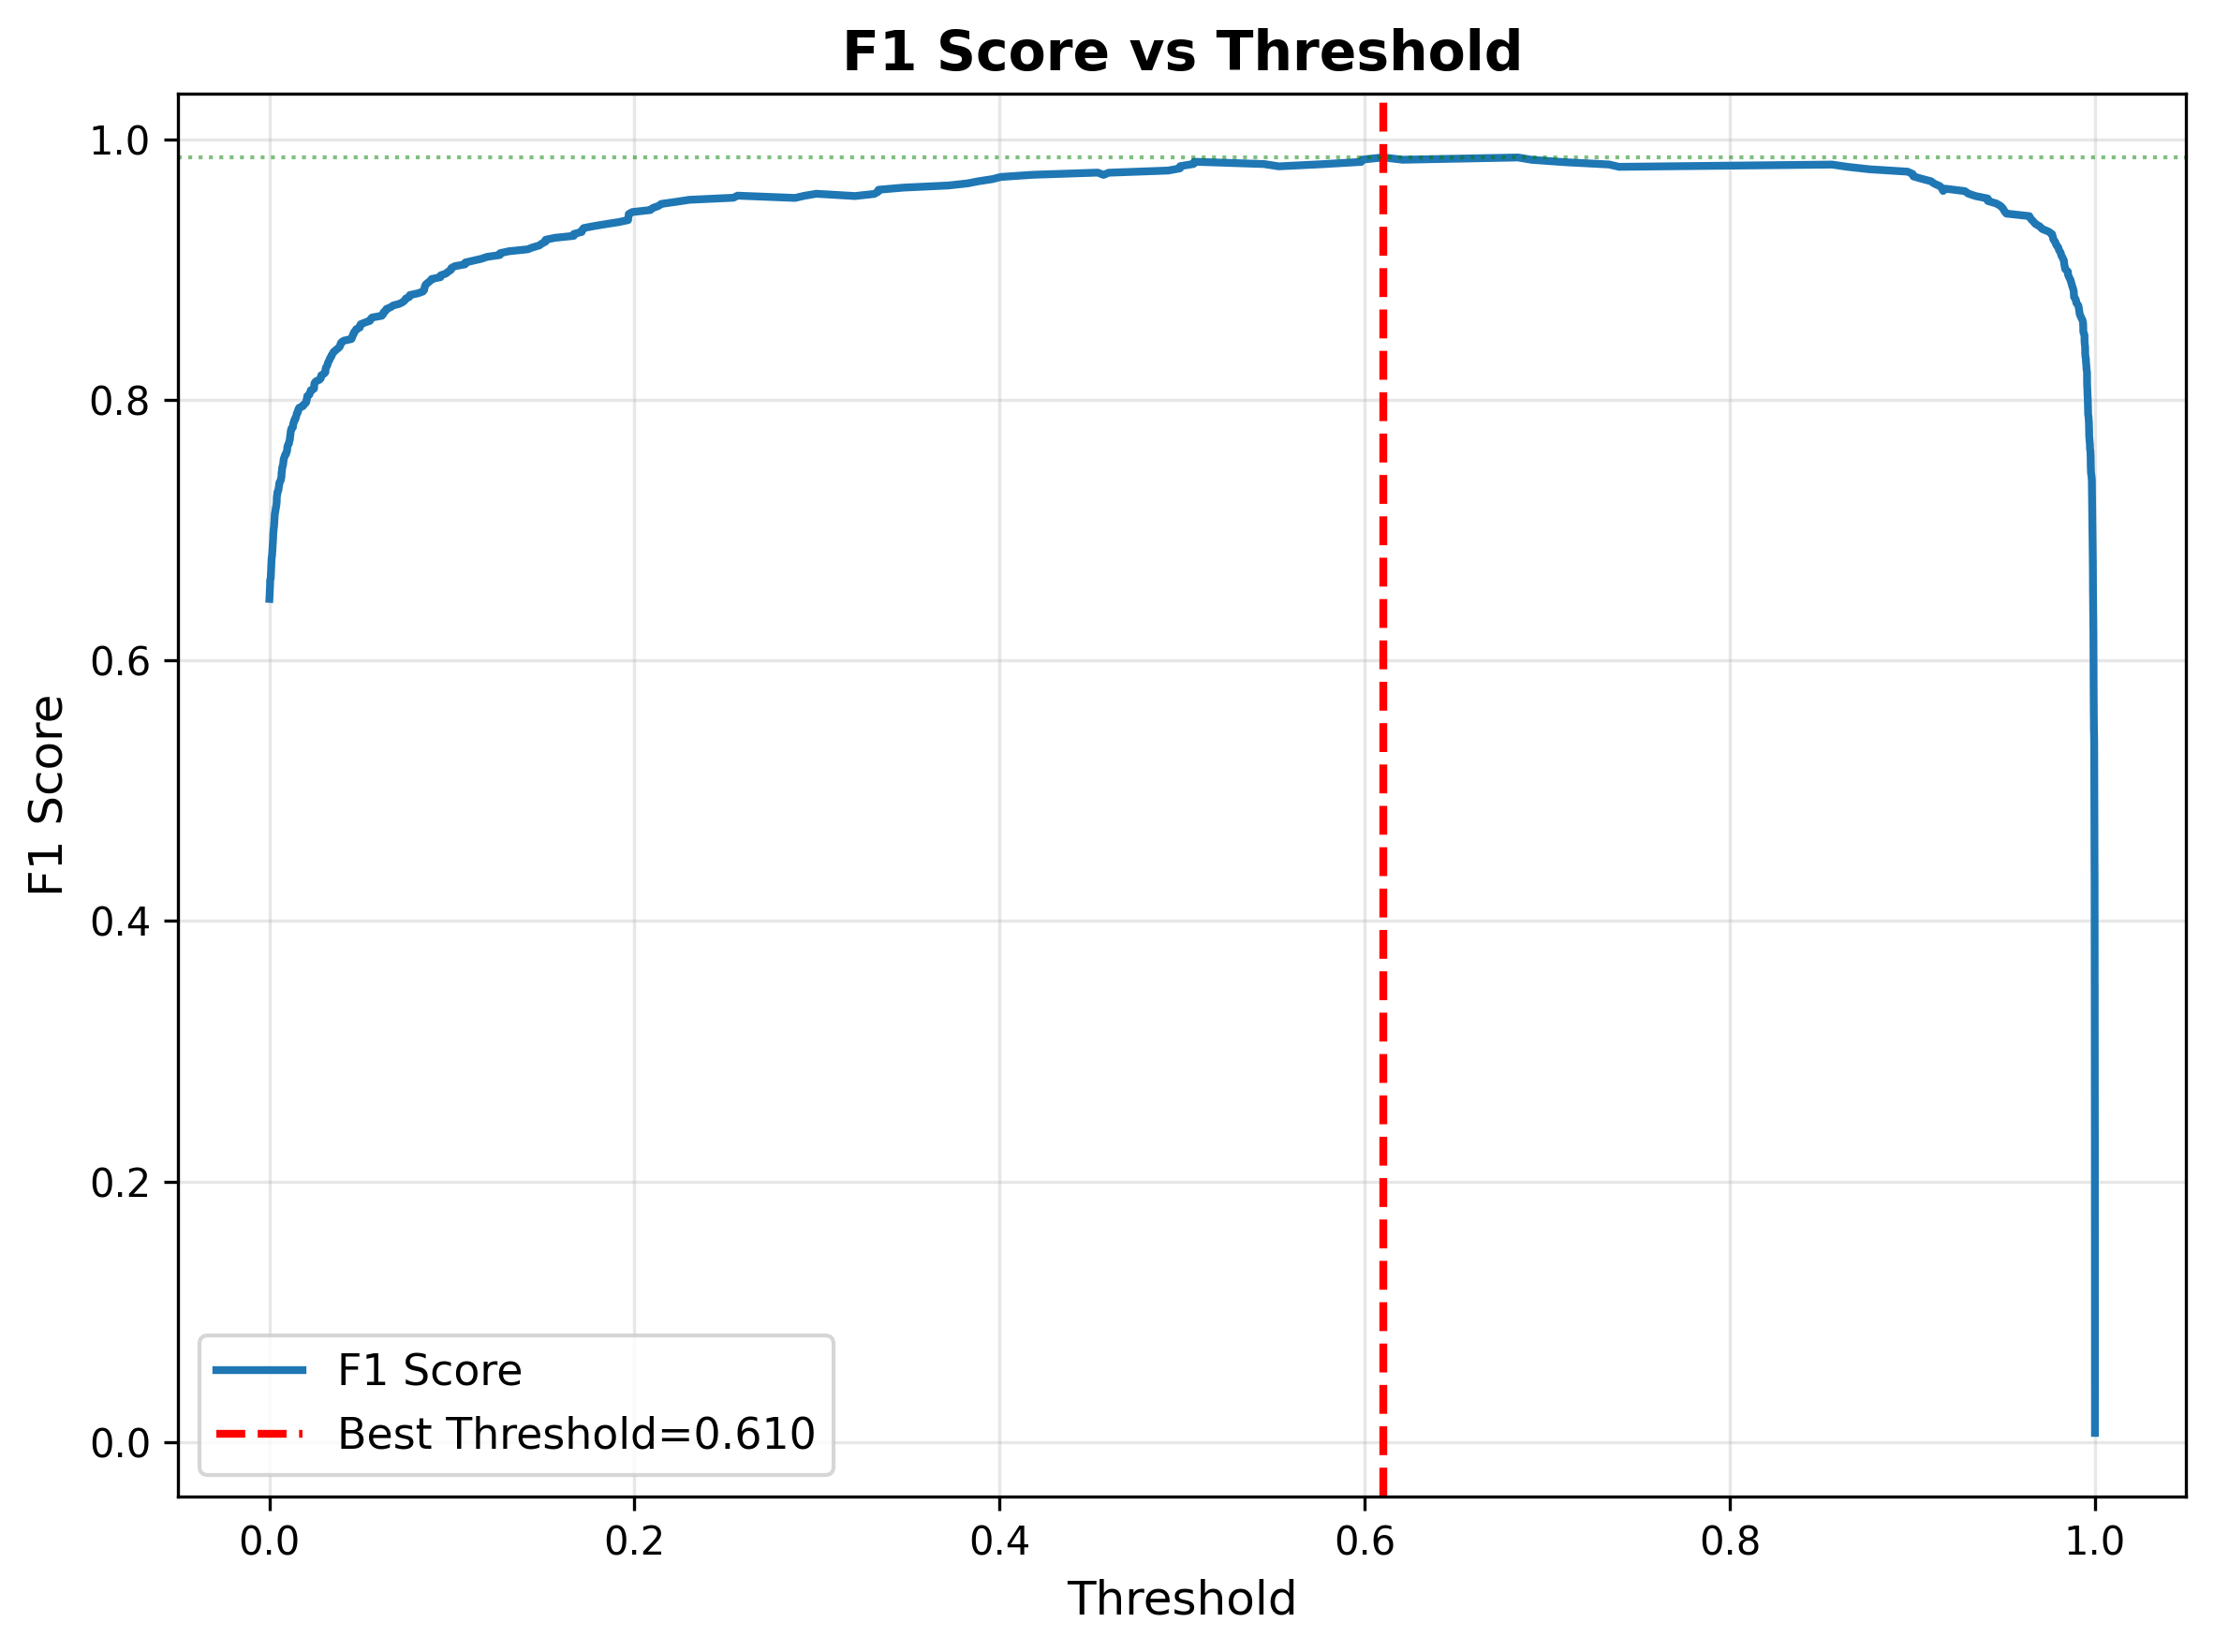 F1 Score vs Threshold
F1 Score
1.0
0.8
0.6
0.4
0.2
0.0
F1 Score
Best Threshold=0.610
0.0 0.2 0.4 0.6 0.8 1.0
Threshold